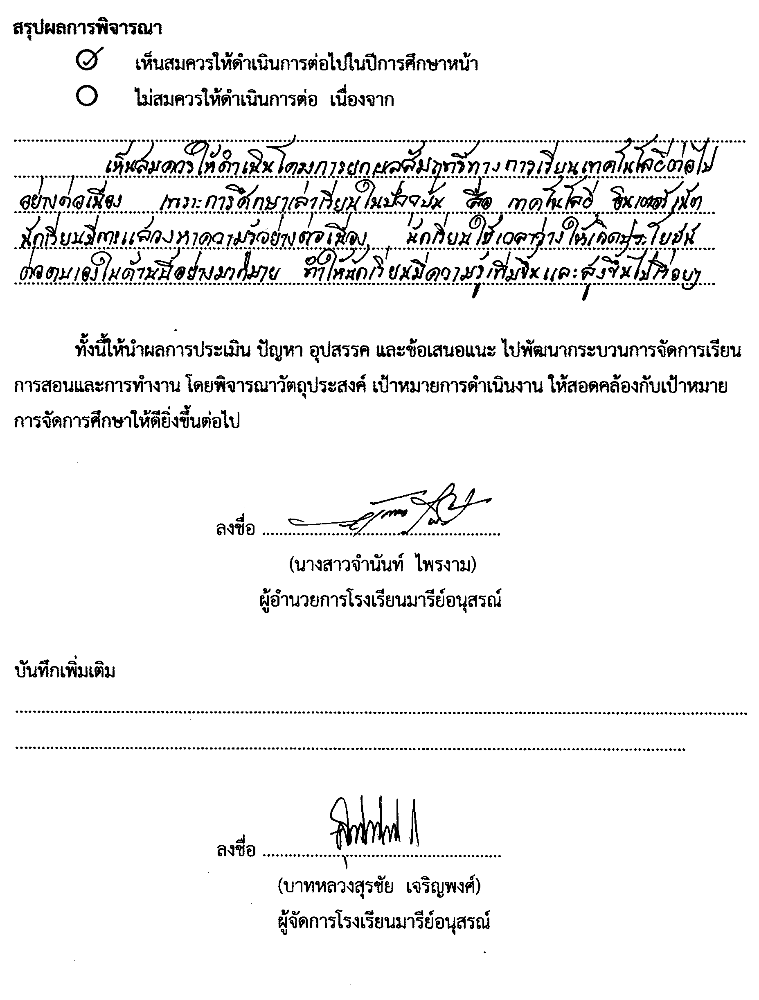 สรุปผลการพิจารณา
เห็นสมควรให้ดำเนินการต่อไปในปีการศึกษาหน้า
ไม่สมควรให้ดำเนินการต่อ เนื่องจาก
เห็นสมควรให้ดำเนินโครงการยกผลสัมฤทธิ์ทางการเรียนเทคโนโลยีต่อไป
อย่างต่อเนื่อง เพราะการศึกษาเล่าเรียนในปัจจุบัน คือ เทคโนโลยี อินเตอร์เน็ต
นักเรียนมีการแสวงหาความรู้อย่างต่อเนื่อง นักเรียนใช้เวลาว่างให้เกิดประโยชน์
ต่อตนเองในด้านนี้อย่างมากมาย ทำให้นักเรียนมีความรู้เพิ่มขึ้นและสูงขึ้นไปเรื่อยๆ
ทั้งนี้ให้นำผลการประเมิน ปัญหา อุปสรรค และข้อเสนอแนะ ไปพัฒนากระบวนการจัดการเรียน
การสอนและการทำงาน โดยพิจารณาวัตถุประสงค์ เป้าหมายการดำเนินงาน ให้สอดคล้องกับเป้าหมาย
การจัดการศึกษาให้ดียิ่งขึ้นต่อไป
ลงชื่อ
(นางสาวจำนันท์ ไพรงาม)
ผู้อำนวยการโรงเรียนมารีย์อนุสรณ์
บันทึกเพิ่มเติม
ลงชื่อ
(บาทหลวงสุรชัย เจริญพงศ์)
ผู้จัดการโรงเรียนมารีย์อนุสรณ์